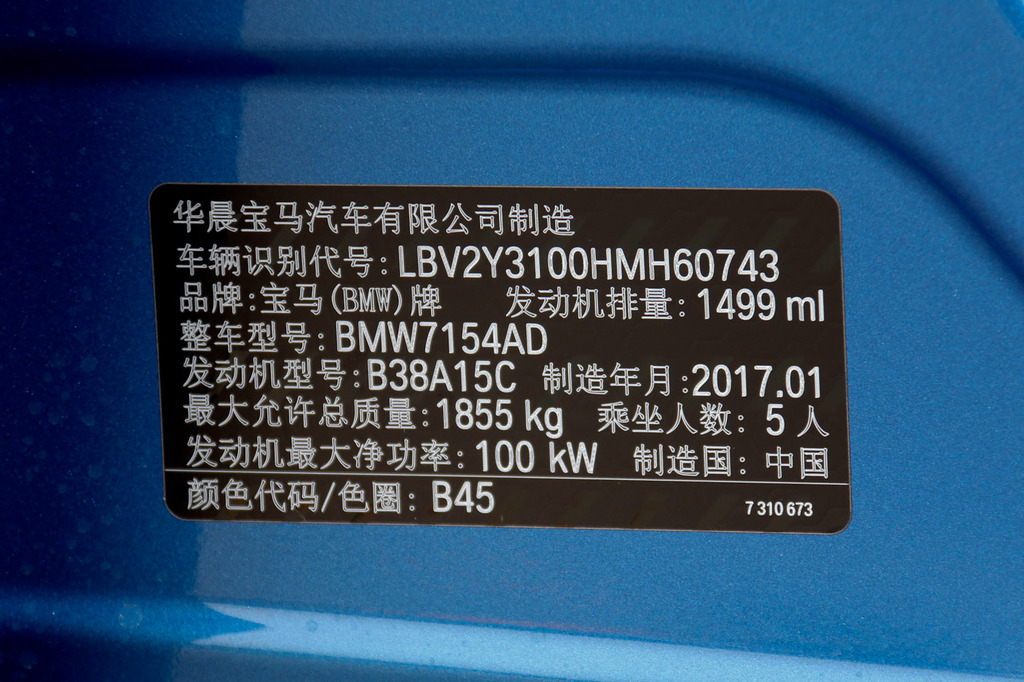 华晨宝马汽车有限公司制造
车辆识别代号: LBV2Y3100HMH60743
品牌: 宝马(BMW)牌 发动机排量: 1499 ml
整车型号: BMW7154AD
发动机型号: B38A15C 制造年月: 2017.01
最大允许总质量: 1855 kg 乘坐人数: 5 人
发动机最大净功率: 100 kW 制造国: 中国
颜色代码/色圈: B45 7 310 673